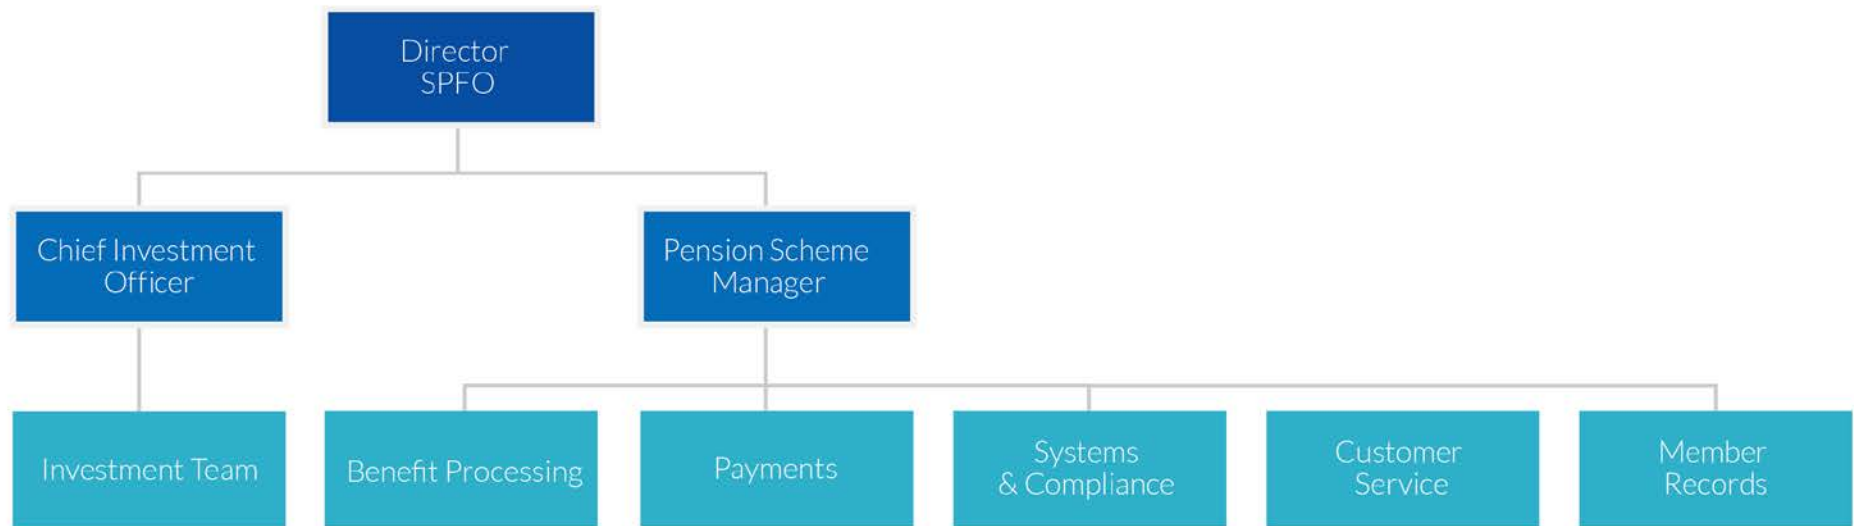 Director
SPFO
Chief Investment
Officer
Pension Scheme
Manager
Investment Team
Benefit Processing
Payments
Systems
& Compliance
Customer
Service
Member
Records